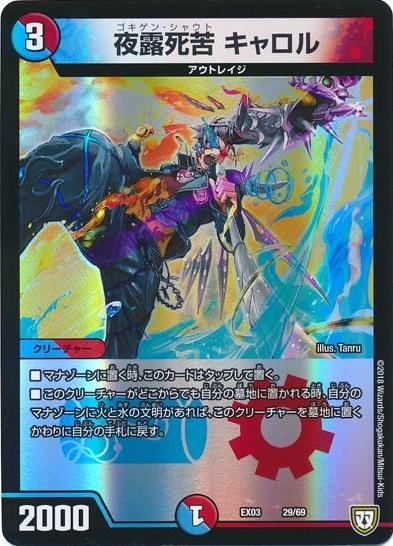 3
ゴキゲン・シャウト
夜露死苦 キャロル
アウトレイジ
クリーチャー
illus. Tanru
■マナゾーンに置く時、このカードはタップして置く。
■このクリーチャーがどこからでも自分の墓地に置かれる時、自分の
マナゾーンに火と水の文明があれば、このクリーチャーを墓地に置く
かわりに自分の手札に戻す。
©2018 Wizards/Shogakukan/Mitsui-Kids
2000
1
EX03 29/69